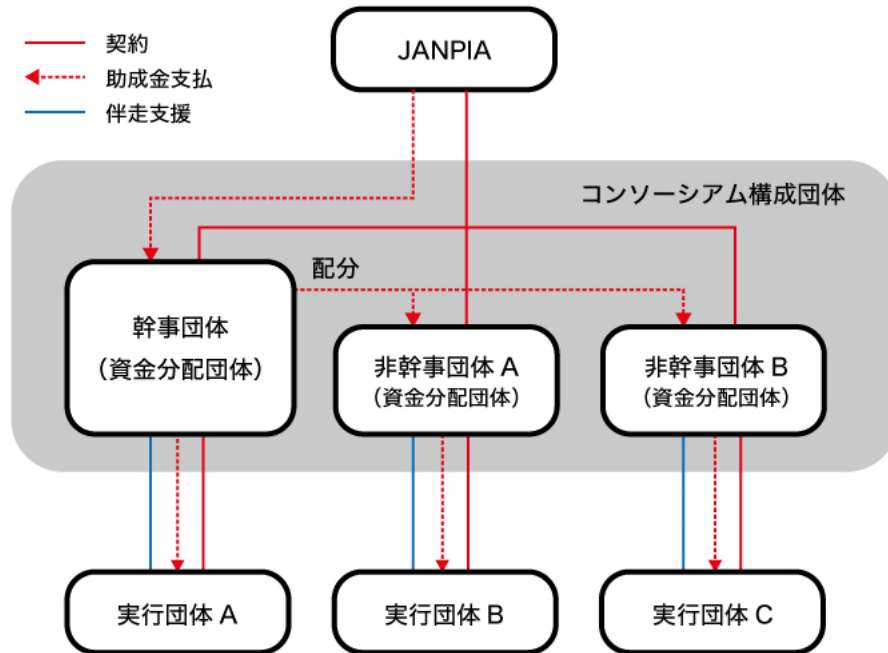 契約
助成金支払
伴走支援
JANPIA
コンソーシアム構成団体
配分
幹事団体
（資金分配団体）
非幹事団体 A
（資金分配団体）
非幹事団体 B
（資金分配団体）
実行団体 A
実行団体 B
実行団体 C